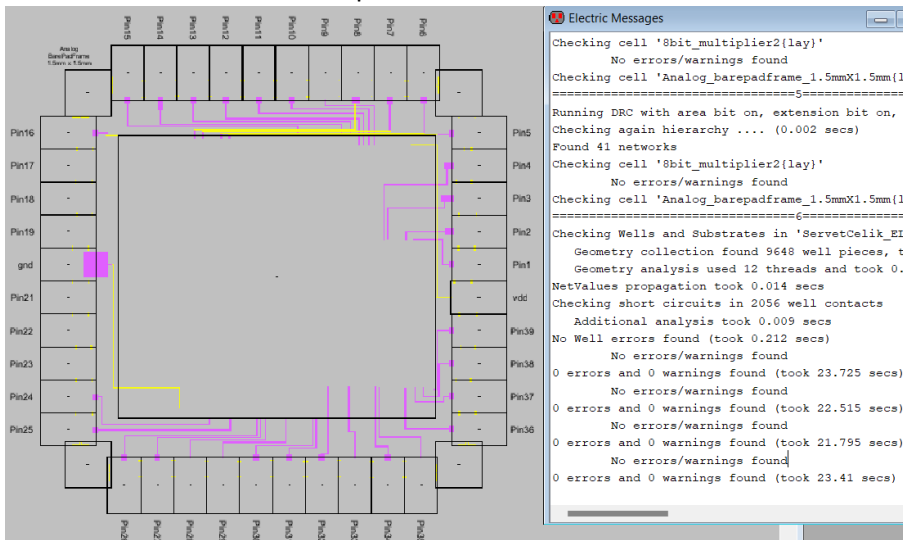 Electric Messages
Checking cell '8bit_multiplier2{lay}'
No errors/warnings found
Checking cell 'Analog_barepadframe_1.5mmX1.5mm{l
==================================5===============
Running DRC with area bit on, extension bit on,
Checking again hierarchy .... (0.002 secs)
Found 41 networks
Checking cell '8bit_multiplier2{lay}'
No errors/warnings found
Checking cell 'Analog_barepadframe_1.5mmX1.5mm{l
==================================6===============
Checking Wells and Substrates in 'ServetCelik_EL
Geometry collection found 9648 well pieces, t
Geometry analysis used 12 threads and took 0.
NetValues propagation took 0.014 secs
Checking short circuits in 2056 well contacts
Additional analysis took 0.009 secs
No Well errors found (took 0.212 secs)
No errors/warnings found
0 errors and 0 warnings found (took 23.725 secs)
No errors/warnings found
0 errors and 0 warnings found (took 22.515 secs)
No errors/warnings found
0 errors and 0 warnings found (took 21.795 secs)
No errors/warnings found
0 errors and 0 warnings found (took 23.41 secs)
Analog
BarePadFrame
1.5mm x 1.5mm
Pin15
Pin14
Pin13
Pin12
Pin11
Pin10
Pin9
Pin8
Pin7
Pin6
Pin16
Pin17
Pin18
Pin19
gnd
Pin21
Pin22
Pin23
Pin24
Pin25
Pin5
Pin4
Pin3
Pin2
Pin1
vdd
Pin39
Pin38
Pin37
Pin36